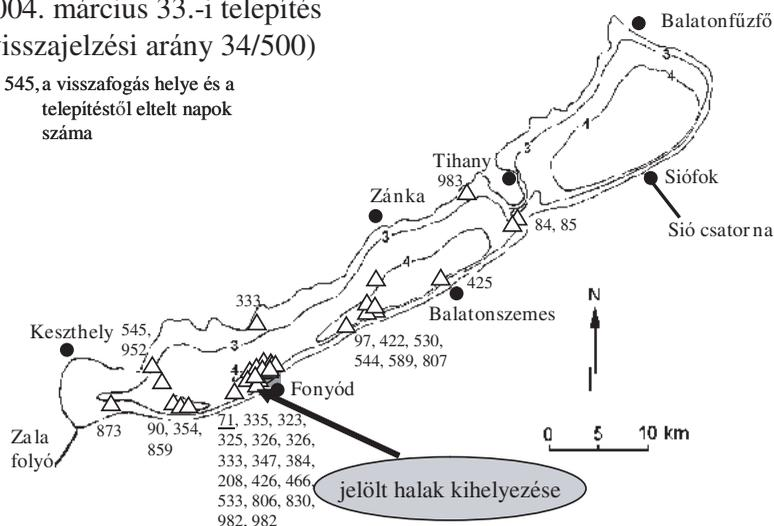 004. március 33.-i telepítés
visszajelzési arány 34/500)
545, a visszafogás helye és a
telepítéstől eltelt napok
száma
Balatonfűzfő
3
4
4
3
Tihany
983
Siófok
Zánka
84, 85
Sió csatorna
3
4
425
N
333
Balatonszemes
Keszthely
545,
952
3
97, 422, 530,
544, 589, 807
4
Fonyód
873
90, 354,
859
71, 335, 323,
325, 326, 326,
333, 347, 384,
208, 426, 466,
533, 806, 830,
982, 982
Zala
folyó
0 5 10 km
jelölt halak kihelyezése